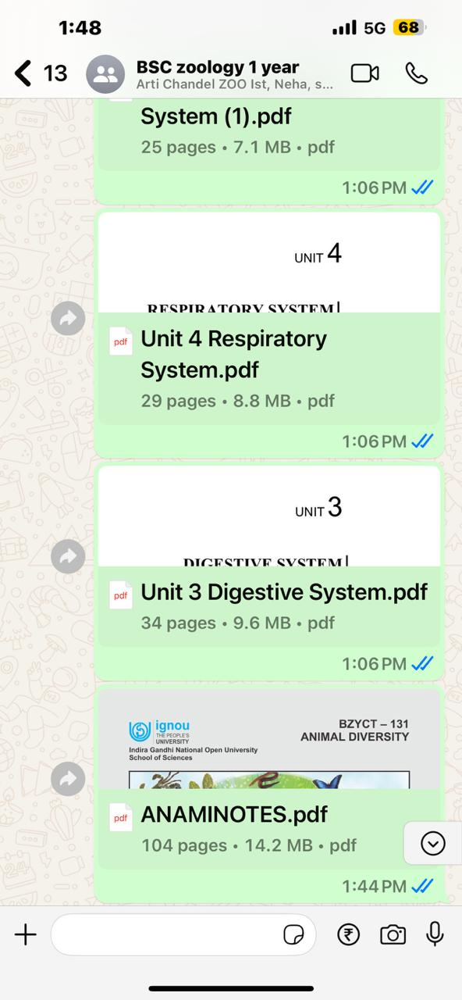 1:48
5G
68
13
BSC zoology 1 year
Arti Chandel ZOO Ist, Neha, s...
System (1).pdf
25 pages • 7.1 MB • pdf
1:06 PM
UNIT 4
RESPIRATORY SYSTEM
pdf
Unit 4 Respiratory
System.pdf
29 pages • 8.8 MB • pdf
1:06 PM
UNIT 3
DIGESTIVE SYSTEM
pdf
Unit 3 Digestive System.pdf
34 pages • 9.6 MB • pdf
1:06 PM
ignou
THE PEOPLE'S
UNIVERSITY
Indira Gandhi National Open University
School of Sciences
BZYCT – 131
ANIMAL DIVERSITY
pdf
ANAMINOTES.pdf
104 pages • 14.2 MB • pdf
1:44 PM
₹